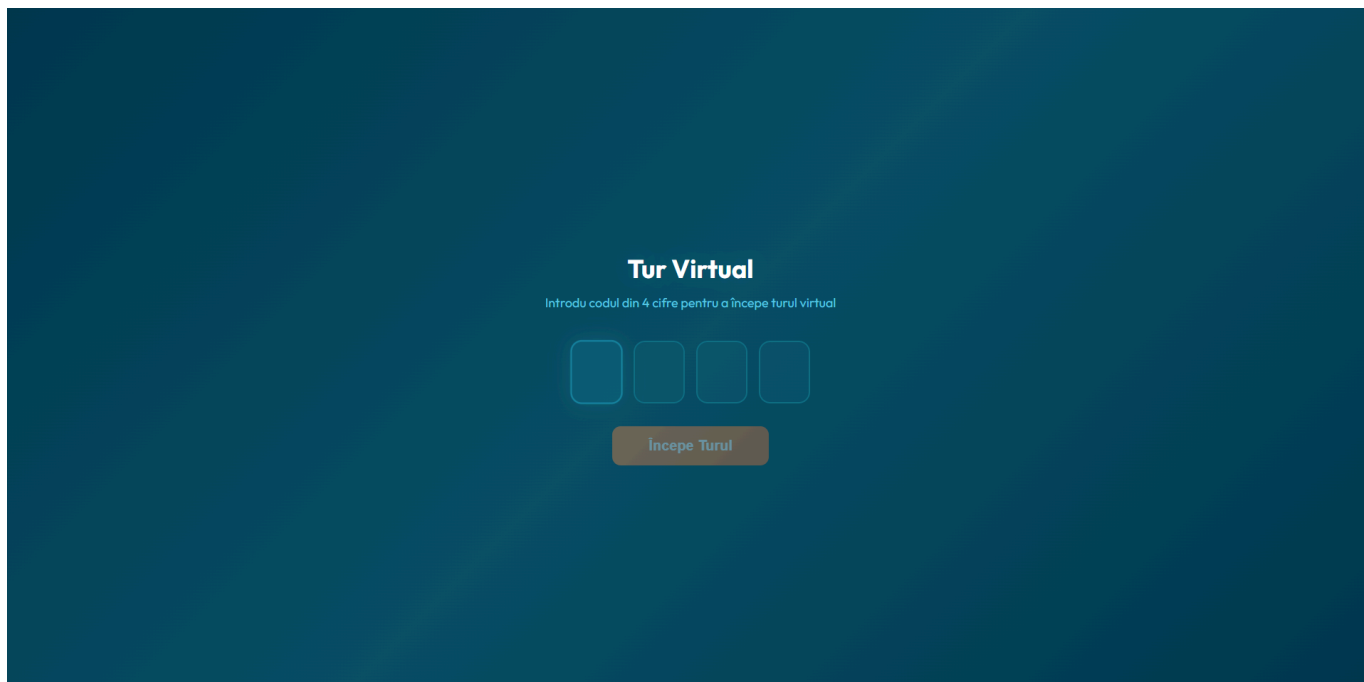 Tur Virtual
Introdu codul din 4 cifre pentru a începe turul virtual
Începe Turul